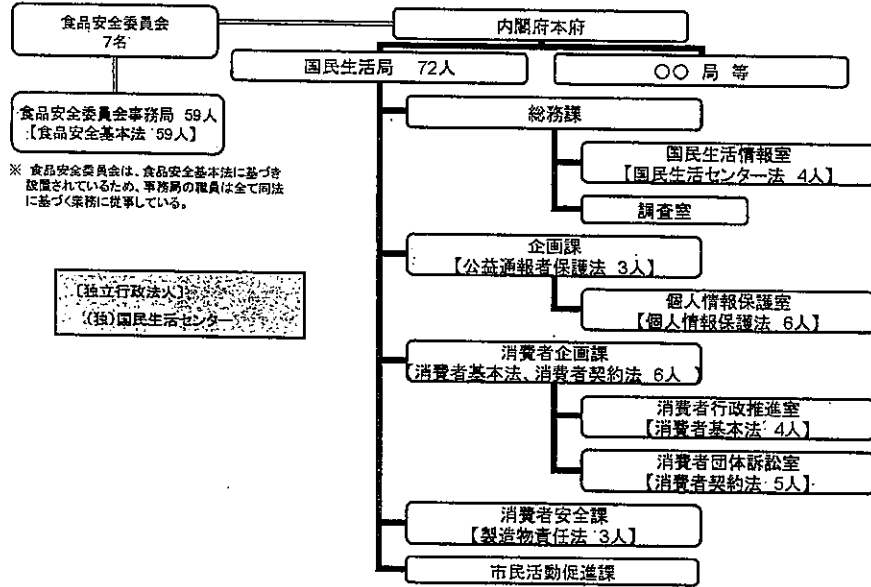 食品安全委員会
7名
内閣府本府
国民生活局 72人
○○ 局 等
食品安全委員会事務局 59人
【食品安全基本法 59人】
※ 食品安全委員会は、食品安全基本法に基づき
設置されているため、事務局の職員は全て同法
に基づく業務に従事している。
総務課
国民生活情報室
【国民生活センター法 4人】
調査室
企画課
【公益通報者保護法 3人】
個人情報保護室
【個人情報保護法 6人】
[独立行政法人]
(独)国民生活センター
消費者企画課
【消費者基本法、消費者契約法 6人 】
消費者行政推進室
【消費者基本法 4人】
消費者団体訴訟室
【消費者契約法 5人】
消費者安全課
【製造物責任法 3人】
市民活動促進課